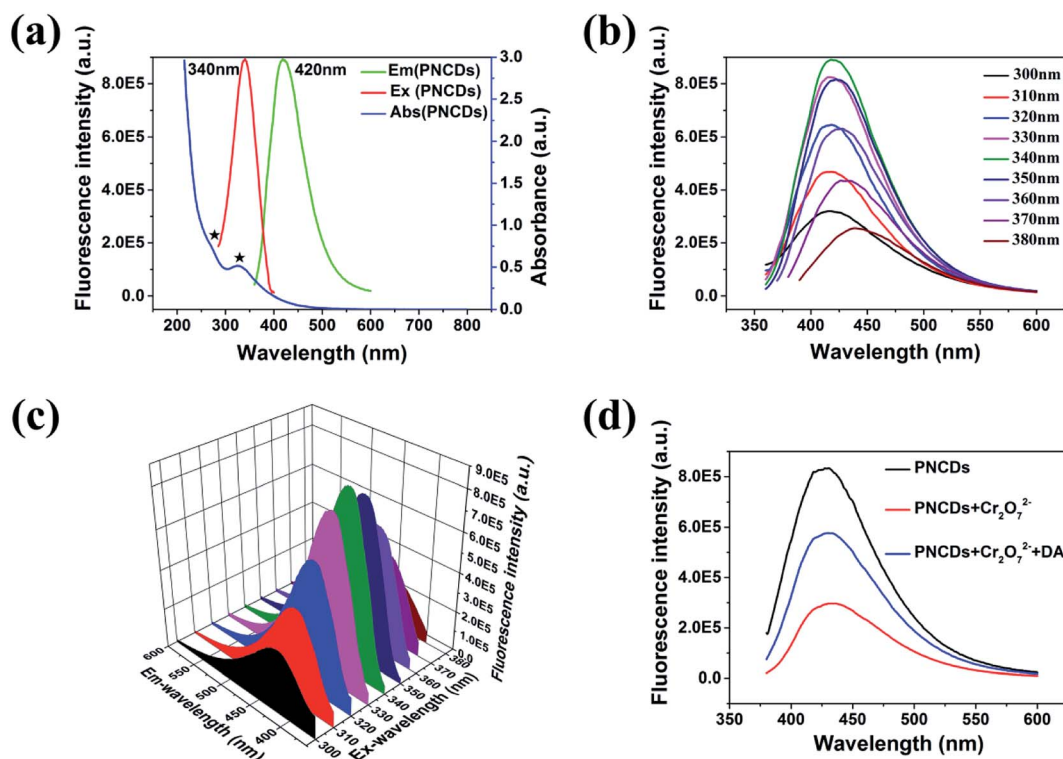 (a)
Fluorescence intensity (a.u.)
8.0E5
6.0E5
4.0E5
2.0E5
0.0
340nm 420nm
Em(PNCDs)
Ex (PNCDs)
Abs(PNCDs)
★
★
3.0
2.5
2.0
1.5
1.0
0.5
0.0
Absorbance (a.u.)
200 300 400 500 600 700 800
Wavelength (nm)
(b)
Fluorescence intensity (a.u.)
8.0E5
6.0E5
4.0E5
2.0E5
0.0
300nm
310nm
320nm
330nm
340nm
350nm
360nm
370nm
380nm
350 400 450 500 550 600
Wavelength (nm)
(c)
9.0E5
8.0E5
7.0E5
6.0E5
5.0E5
4.0E5
3.0E5
2.0E5
1.0E5
0.0
Fluorescence intensity (a.u.)
600 550 500 450 400
Em-wavelength (nm)
300 310 320 330 340 350 360 370 380
Ex-wavelength (nm)
(d)
Fluorescence intensity (a.u.)
8.0E5
6.0E5
4.0E5
2.0E5
0.0
PNCDs
PNCDs+Cr₂O₇²⁻
PNCDs+Cr₂O₇²⁻+DA
400 450 500 550 600
Wavelength (nm)